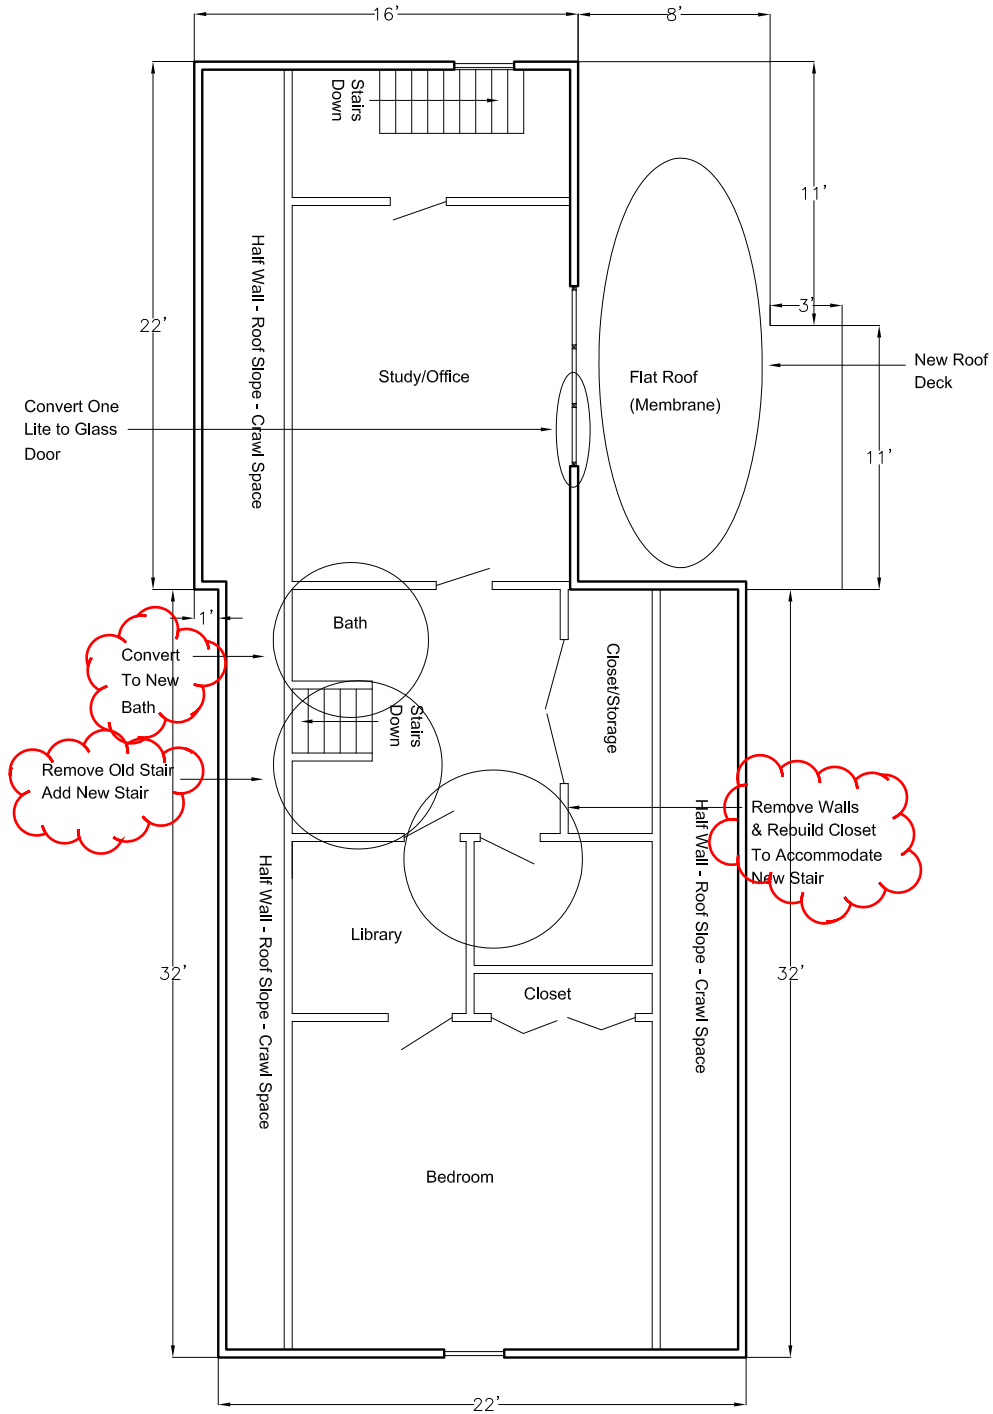 16'
8'
Stairs
Down
11'
Half Wall - Roof Slope - Crawl Space
3'
22'
Study/Office
Flat Roof
(Membrane)
New Roof
Deck
Convert One
Lite to Glass
Door
11'
1'
Bath
Convert
To New
Bath
Closet/Storage
Stairs
Down
Remove Old Stair
Add New Stair
Remove Walls
& Rebuild Closet
To Accommodate
New Stair
Half Wall - Roof Slope - Crawl Space
Half Wall - Roof Slope - Crawl Space
Library
32'
32'
Closet
Bedroom
22'